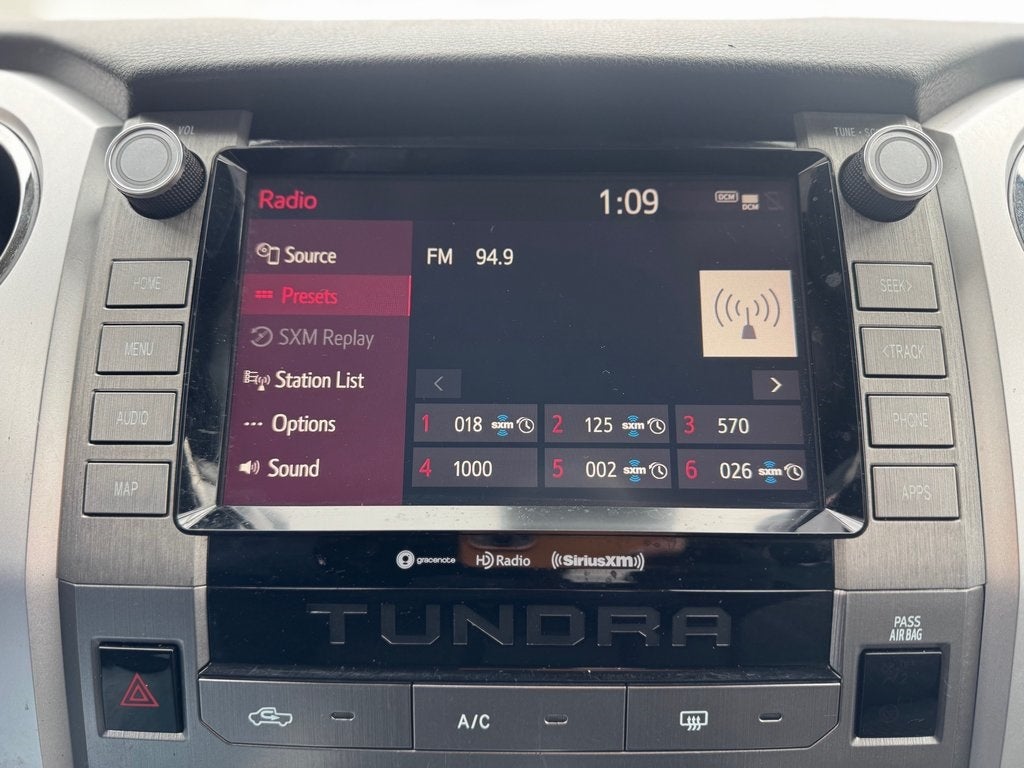 VOL
TUNE • SC
Radio
1:09
DCM
DCM
Source
FM 94.9
Presets
SXM Replay
Station List
Options
Sound
< >
1 018 sxm
2 125 sxm
3 570
4 1000
5 002 sxm
6 026 sxm
HOME
MENU
AUDIO
MAP
SEEK>
<TRACK
PHONE
APPS
gracenote
HD Radio
((SiriusXM))
TUNDRA
PASS
AIR BAG
A/C